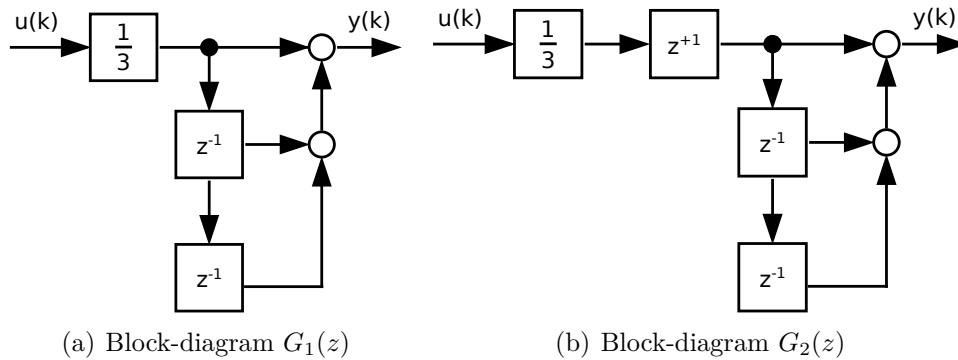 u(k)
1
3
y(k)
z⁻¹
z⁻¹
(a) Block-diagram G₁(z)
u(k)
1
3
z⁺¹
y(k)
z⁻¹
z⁻¹
(b) Block-diagram G₂(z)